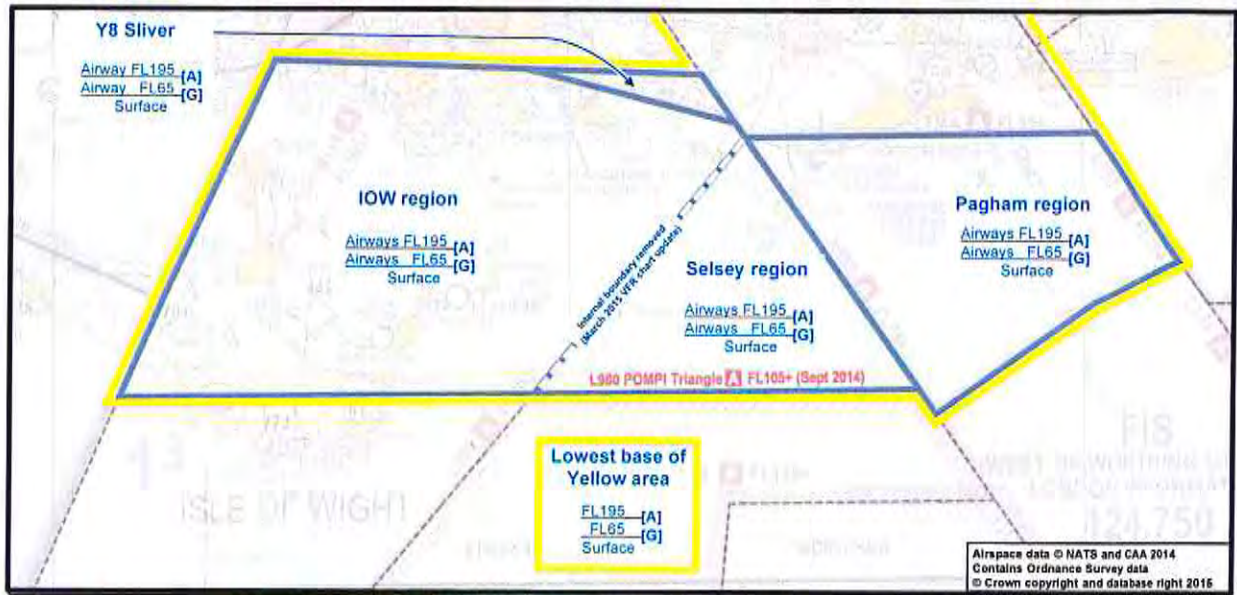 Y8 Sliver
Airway FL195 [A]
Airway FL65 [G]
Surface
IOW region
Airways FL195 [A]
Airways FL65 [G]
Surface
Internal boundary removed
(March 2015 VFR chart update)
Selsey region
Airways FL195 [A]
Airways FL65 [G]
Surface
Pagham region
Airways FL195 [A]
Airways FL65 [G]
Surface
L980 POMPI Triangle A FL105+ (Sept 2014)
Lowest base of
Yellow area
FL195 [A]
FL65 [G]
Surface
ISLE OF WIGHT
FIS
124.750
Airspace data © NATS and CAA 2014
Contains Ordnance Survey data
© Crown copyright and database right 2015